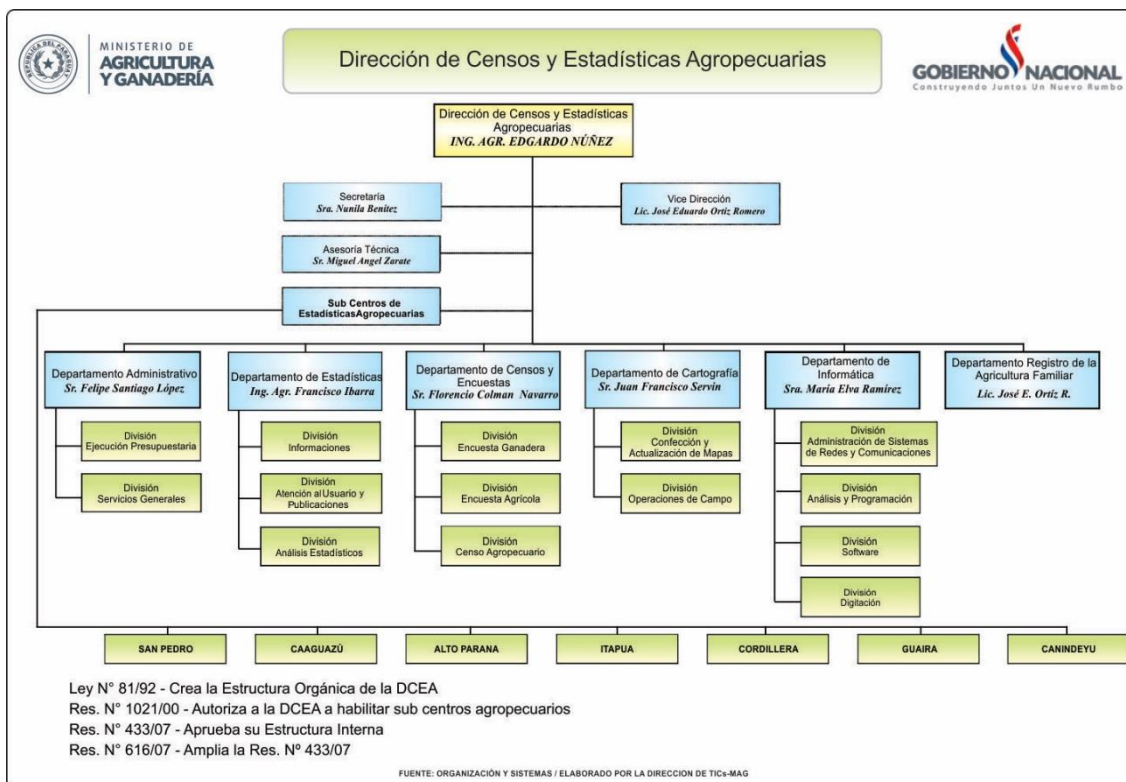 REPÚBLICA DEL PARAGUAY
MINISTERIO DE
AGRICULTURA
Y GANADERÍA
Dirección de Censos y Estadísticas Agropecuarias
GOBIERNO NACIONAL
Construyendo Juntos Un Nuevo Rumbo
Dirección de Censos y Estadísticas
Agropecuarias
ING. AGR. EDGARDO NÚÑEZ
Secretaría
Sra. Nunila Benitez
Vice Dirección
Lic. José Eduardo Ortiz Romero
Asesoría Técnica
Sr. Miguel Angel Zarate
Sub Centros de
EstadísticasAgropecuarias
Departamento Administrativo
Sr. Felipe Santiago López
Departamento de Estadísticas
Ing. Agr. Francisco Ibarra
Departamento de Censos y
Encuestas
Sr. Florencio Colman Navarro
Departamento de Cartografía
Sr. Juan Francisco Servin
Departamento de
Informática
Sra. María Elva Ramirez
Departamento Registro de la
Agricultura Familiar
Lic. José E. Ortiz R.
División
Ejecución Presupuestaria
División
Servicios Generales
División
Informaciones
División
Atención al Usuario y
Publicaciones
División
Análisis Estadísticos
División
Encuesta Ganadera
División
Encuesta Agrícola
División
Censo Agropecuario
División
Confección y
Actualización de Mapas
División
Operaciones de Campo
División
Administración de Sistemas
de Redes y Comunicaciones
División
Análisis y Programación
División
Software
División
Digitación
SAN PEDRO
CAAGUAZÚ
ALTO PARANA
ITAPUA
CORDILLERA
GUAIRA
CANINDEYU
Ley N° 81/92 - Crea la Estructura Orgánica de la DCEA
Res. N° 1021/00 - Autoriza a la DCEA a habilitar sub centros agropecuarios
Res. N° 433/07 - Aprueba su Estructura Interna
Res. N° 616/07 - Amplia la Res. Nº 433/07
FUENTE: ORGANIZACIÓN Y SISTEMAS / ELABORADO POR LA DIRECCION DE TICs-MAG